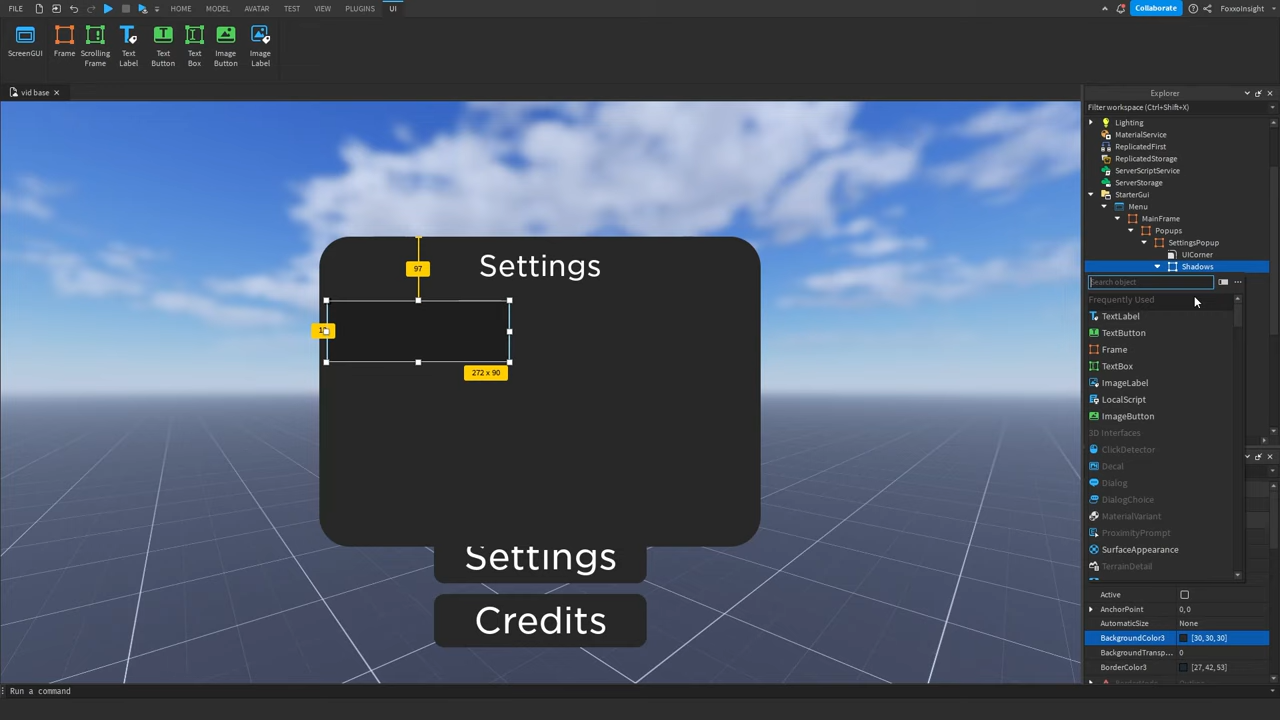 FILE
HOME
MODEL
AVATAR
TEST
VIEW
PLUGINS
UI
Collaborate
FoxxoInsight
ScreenGUI
Frame
Scrolling
Frame
Text
Label
Text
Button
Text
Box
Image
Button
Image
Label
vid base
Explorer
Filter workspace (Ctrl+Shift+X)
Lighting
MaterialService
ReplicatedFirst
ReplicatedStorage
ServerScriptService
ServerStorage
StarterGui
Menu
MainFrame
Popups
SettingsPopup
UICorner
Shadows
Search object
Frequently Used
TextLabel
TextButton
Frame
TextBox
ImageLabel
LocalScript
ImageButton
3D Interfaces
ClickDetector
Decal
Dialog
DialogChoice
MaterialVariant
ProximityPrompt
SurfaceAppearance
TerrainDetail
Active
AnchorPoint 0, 0
AutomaticSize None
BackgroundColor3 [30, 30, 30]
BackgroundTransp... 0
BorderColor3 [27, 42, 53]
97
Settings
272 x 90
Settings
Credits
Run a command